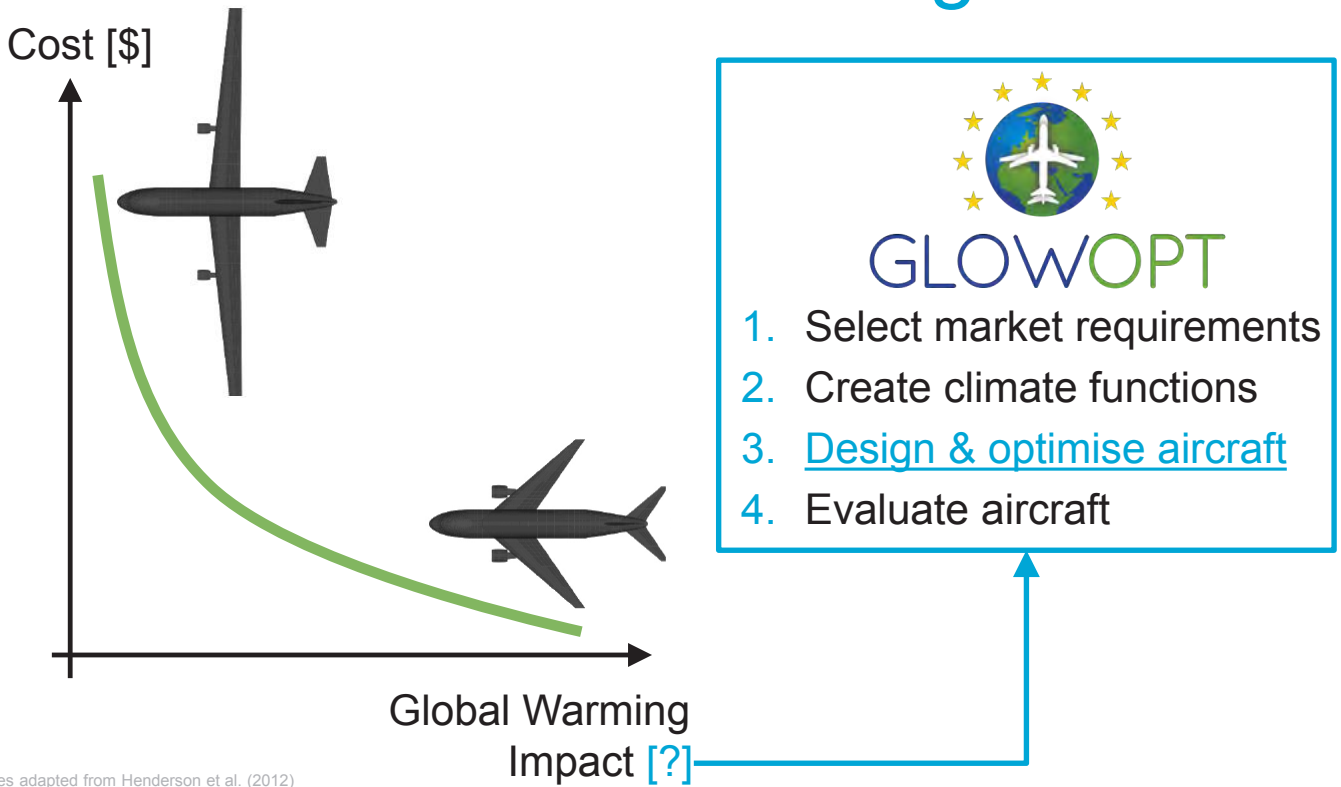 Cost [$]
GLOWOPT
1. Select market requirements
2. Create climate functions
3. Design & optimise aircraft
4. Evaluate aircraft
Global Warming
Impact [?]
adapted from Henderson et al. (2012)